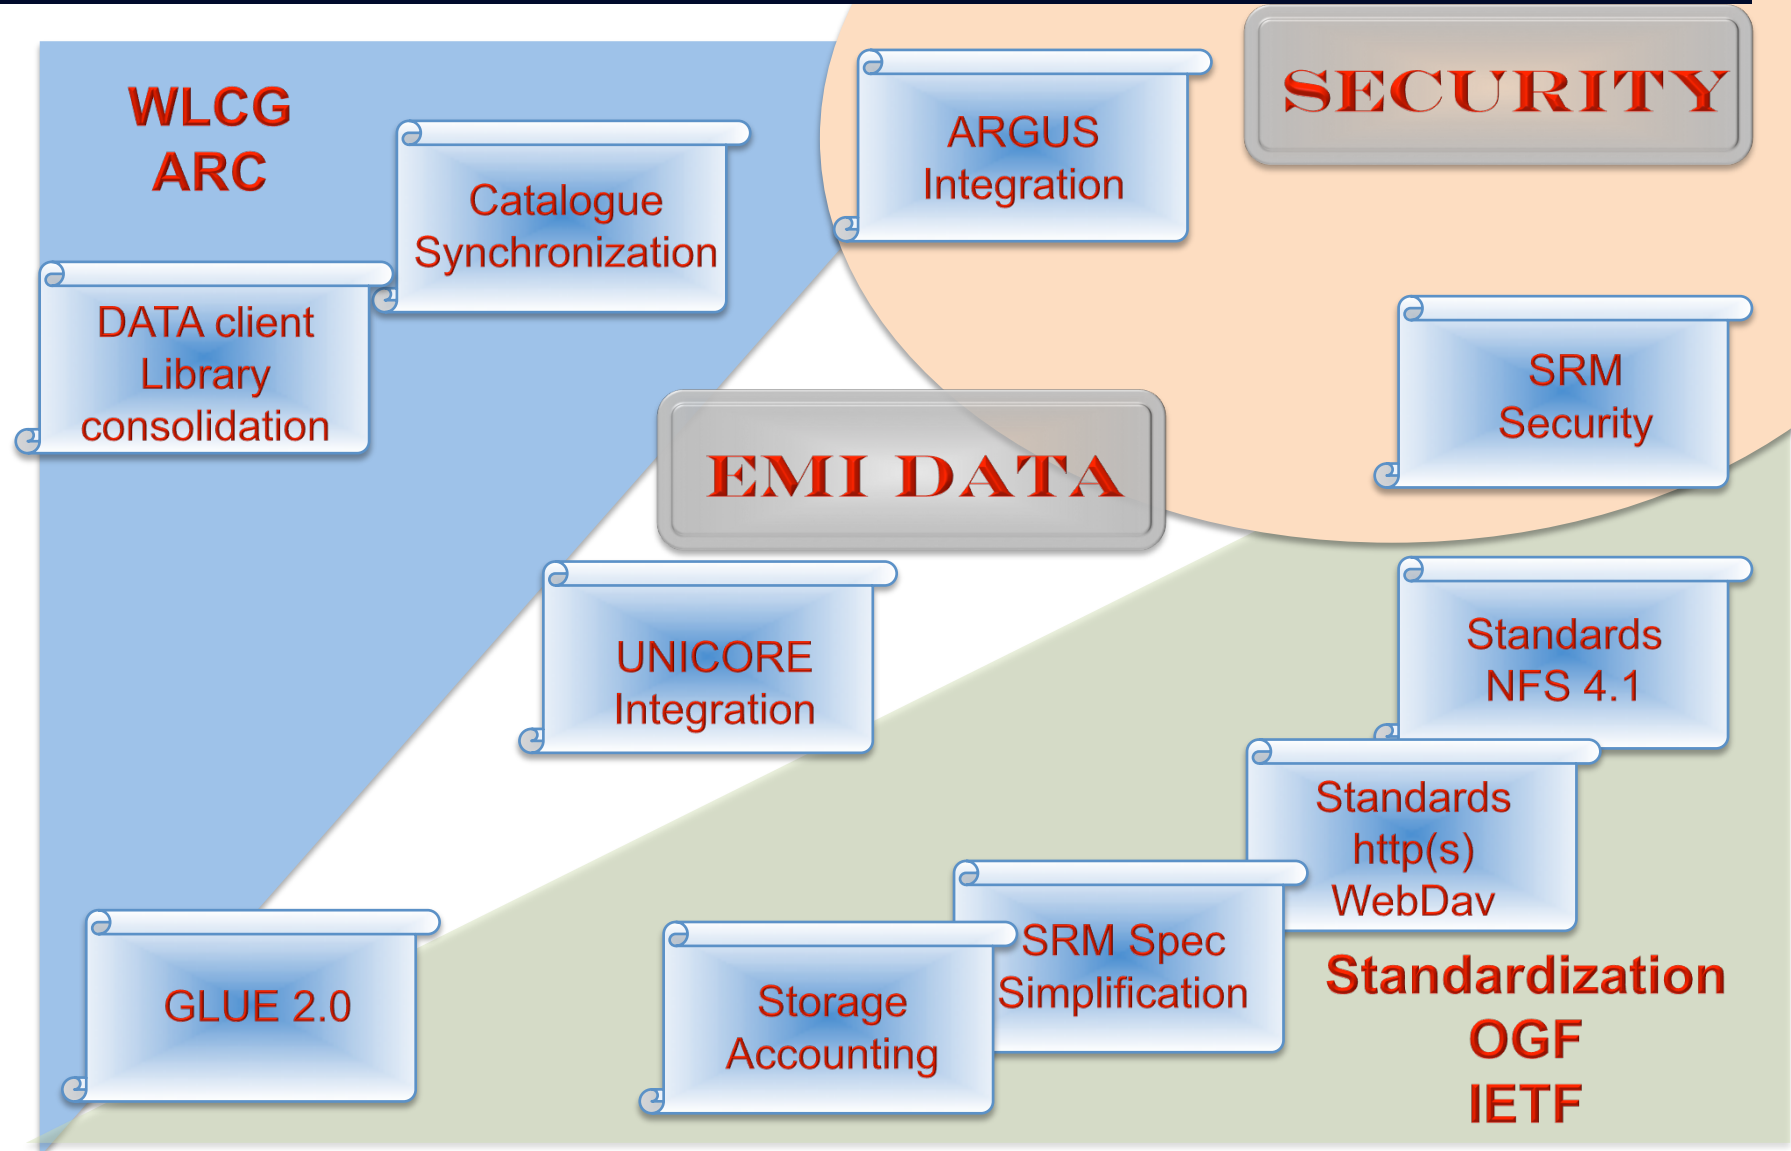 WLCG
ARC
Catalogue
Synchronization
DATA client
Library
consolidation
ARGUS
Integration
SECURITY
SRM
Security
EMI DATA
UNICORE
Integration
Standards
NFS 4.1
Standards
http(s)
WebDav
SRM Spec
Simplification
Storage
Accounting
GLUE 2.0
Standardization
OGF
IETF